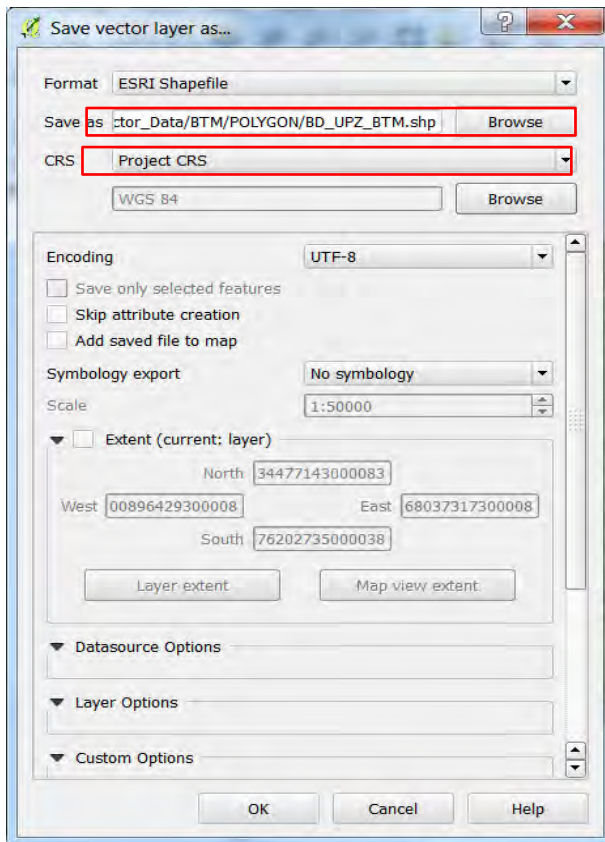 Save vector layer as...
Format ESRI Shapefile
Save as ctor_Data/BTM/POLYGON/BD_UPZ_BTM.shp Browse
CRS Project CRS
WGS 84 Browse
Encoding UTF-8
Save only selected features
Skip attribute creation
Add saved file to map
Symbology export No symbology
Scale 1:50000
Extent (current: layer)
North 34477143000083
West 00896429300008 East 68037317300008
South 76202735000038
Layer extent Map view extent
Datasource Options
Layer Options
Custom Options
OK Cancel Help